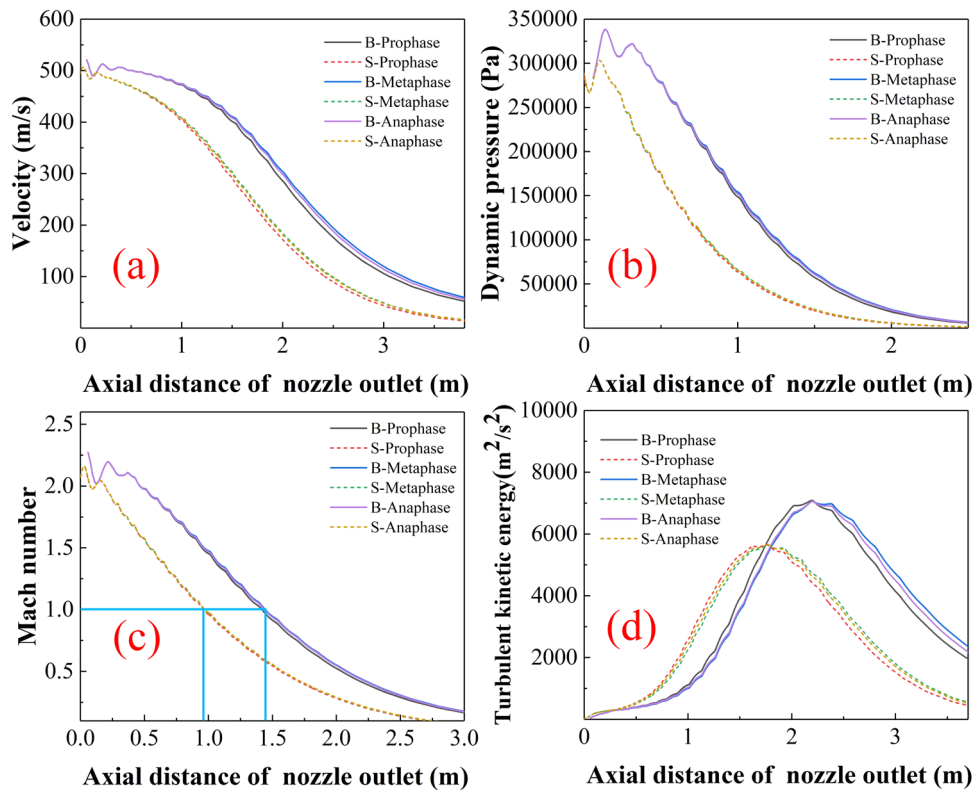 600
500
400
300
200
100
Velocity (m/s)
B-Prophase
S-Prophase
B-Metaphase
S-Metaphase
B-Anaphase
S-Anaphase
(a)
0 1 2 3
Axial distance of nozzle outlet (m)
350000
300000
250000
200000
150000
100000
50000
0
Dynamic pressure (Pa)
B-Prophase
S-Prophase
B-Metaphase
S-Metaphase
B-Anaphase
S-Anaphase
(b)
0 1 2
Axial distance of nozzle outlet (m)
2.5
2.0
1.5
1.0
0.5
Mach number
B-Prophase
S-Prophase
B-Metaphase
S-Metaphase
B-Anaphase
S-Anaphase
(c)
0.0 0.5 1.0 1.5 2.0 2.5 3.0
Axial distance of nozzle outlet (m)
10000
8000
6000
4000
2000
Turbulent kinetic energy(m²/s²)
B-Prophase
S-Prophase
B-Metaphase
S-Metaphase
B-Anaphase
S-Anaphase
(d)
0 1 2 3
Axial distance of nozzle outlet (m)